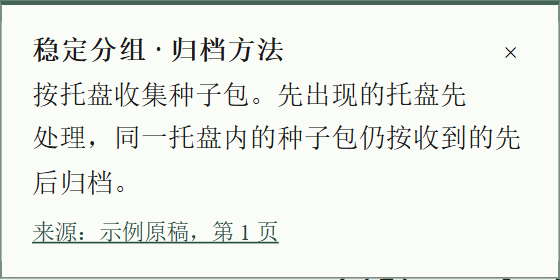 稳定分组 · 归档方法
×
按托盘收集种子包。先出现的托盘先
处理，同一托盘内的种子包仍按收到的先
后归档。
来源：示例原稿，第 1 页